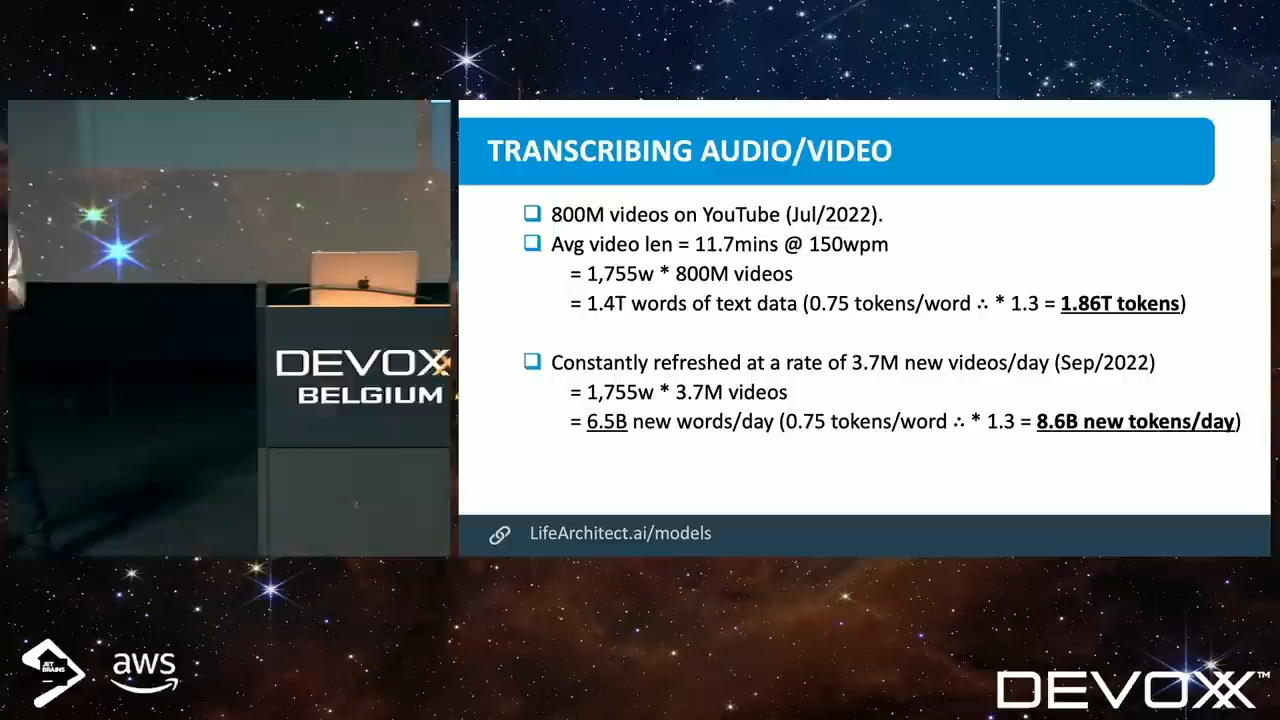 TRANSCRIBING AUDIO/VIDEO
800M videos on YouTube (Jul/2022).
Avg video len = 11.7mins @ 150wpm
= 1,755w * 800M videos
= 1.4T words of text data (0.75 tokens/word ∴ * 1.3 = 1.86T tokens)
Constantly refreshed at a rate of 3.7M new videos/day (Sep/2022)
= 1,755w * 3.7M videos
= 6.5B new words/day (0.75 tokens/word ∴ * 1.3 = 8.6B new tokens/day)
LifeArchitect.ai/models
DEVOXX
BELGIUM
JET
BRAINS
aws
DEVOXX™